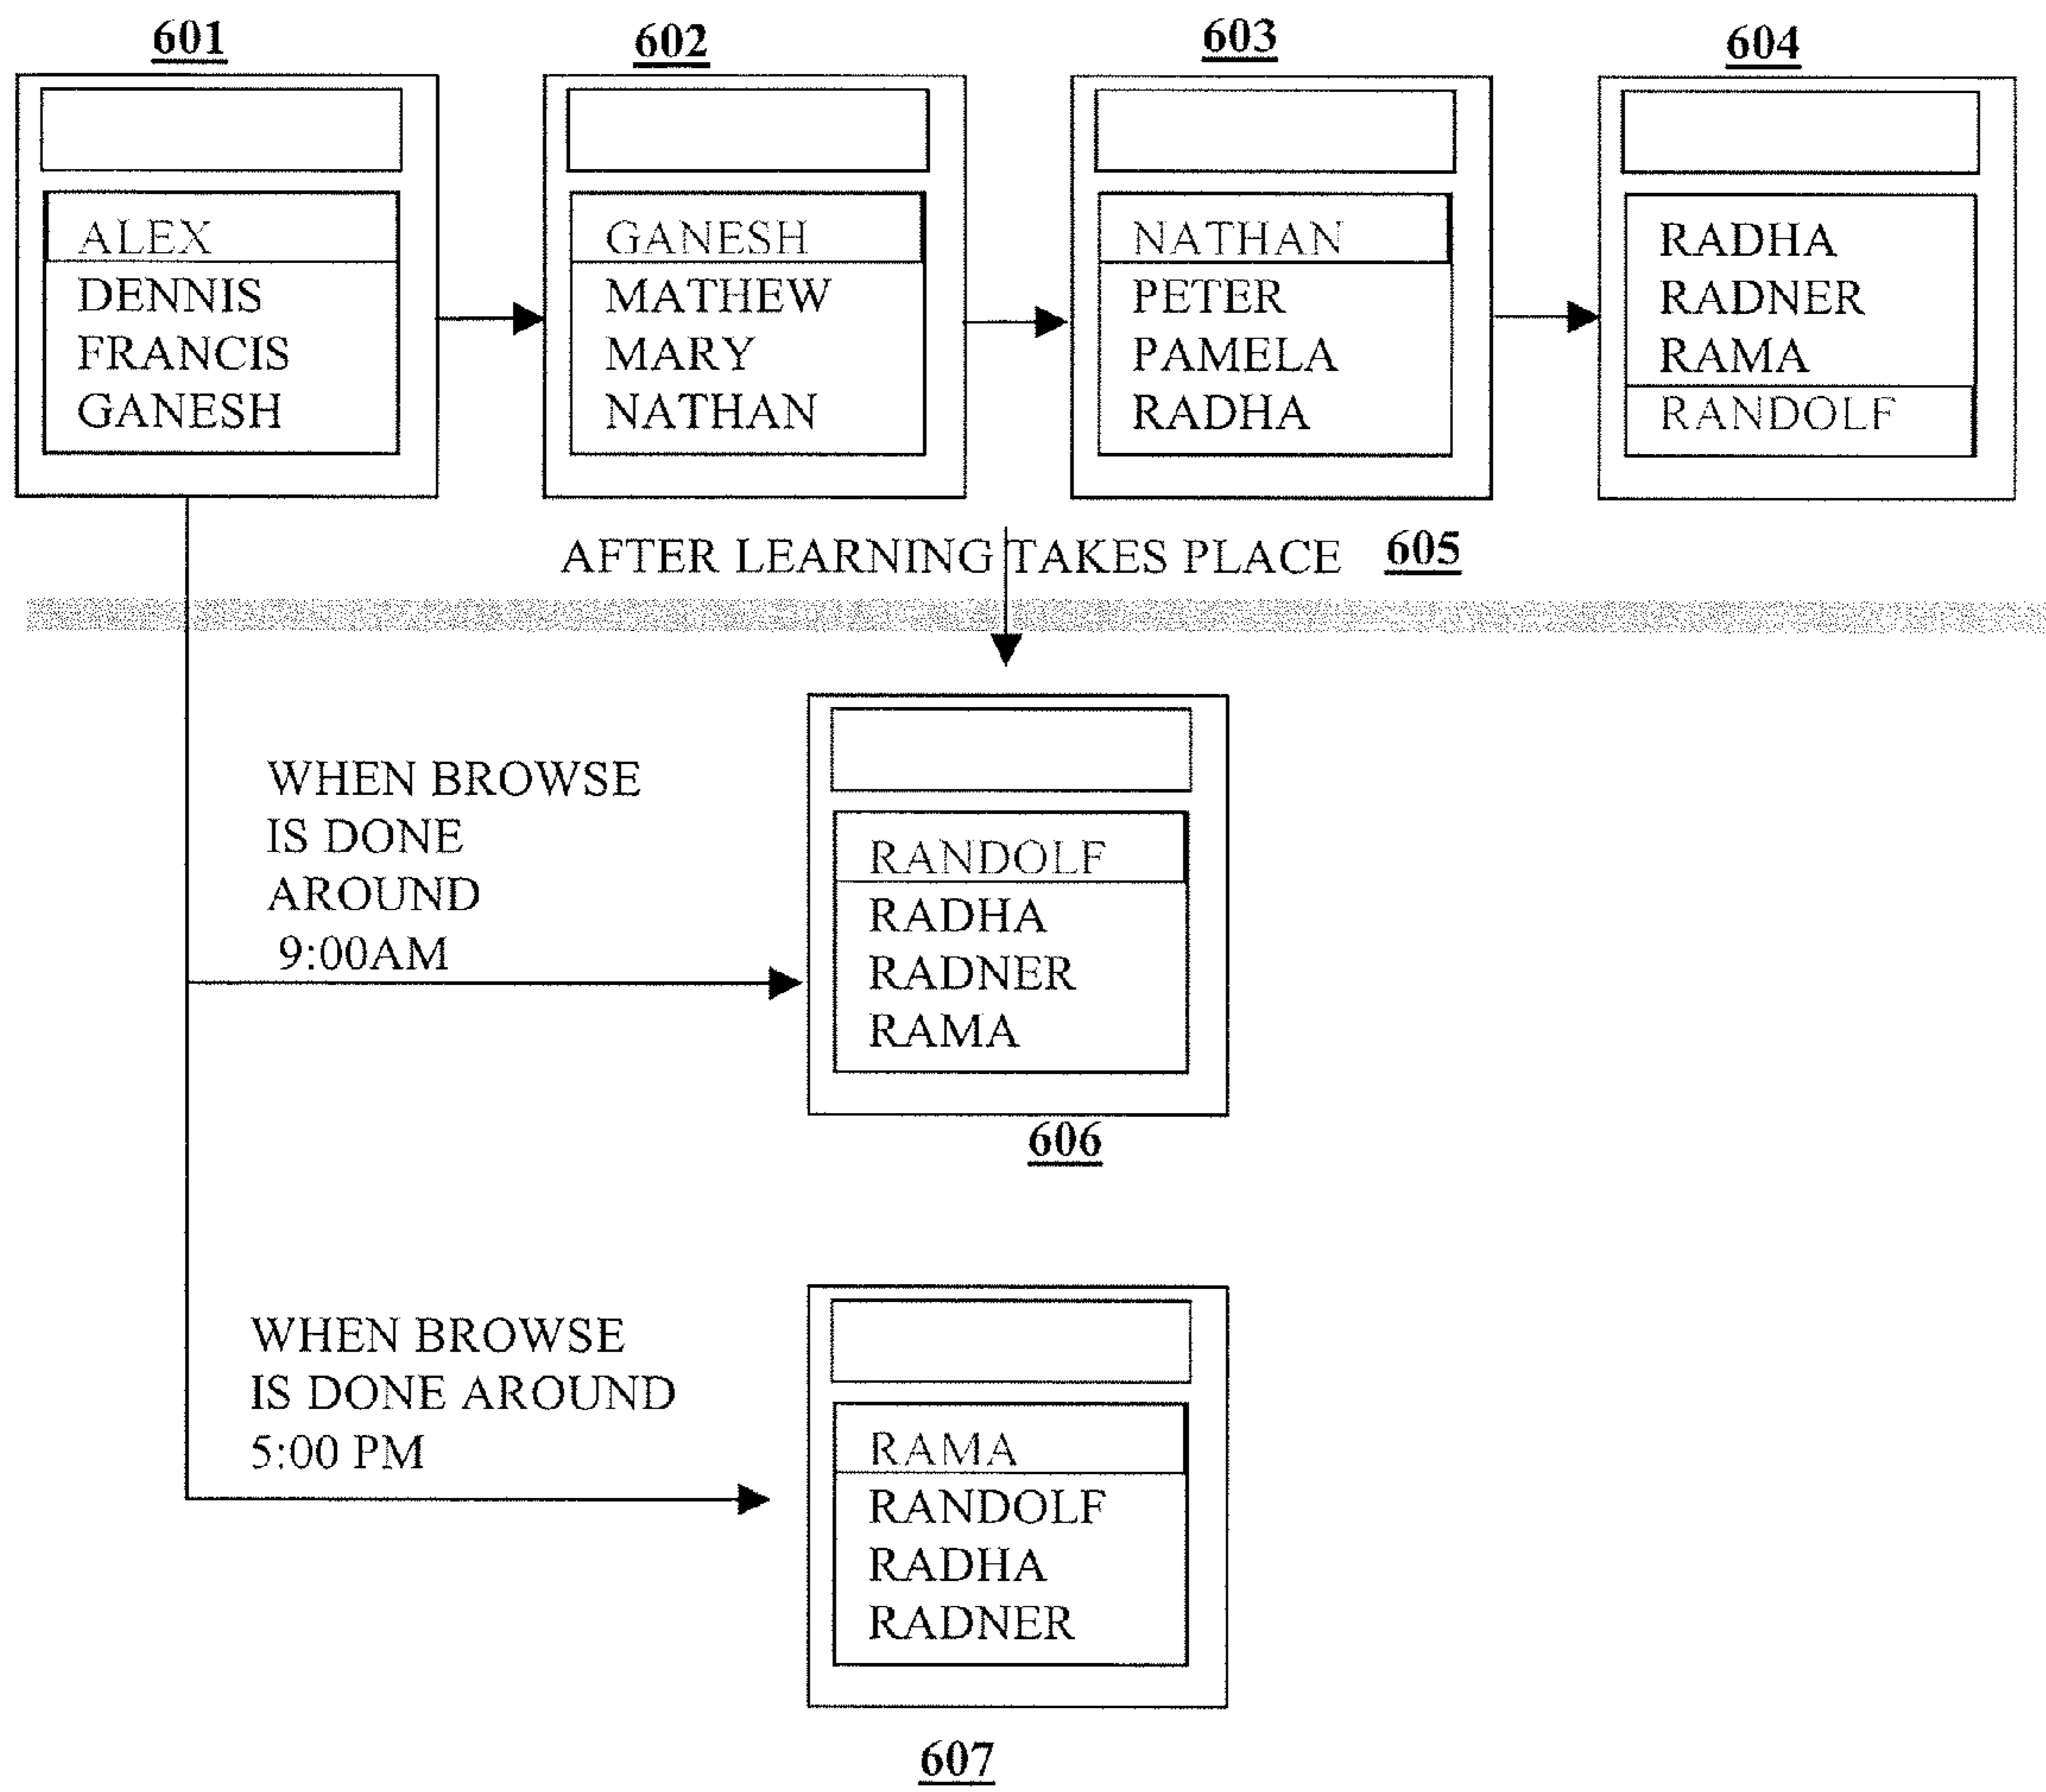 601
ALEX
DENNIS
FRANCIS
GANESH
602
GANESH
MATHEW
MARY
NATHAN
603
NATHAN
PETER
PAMELA
RADHA
604
RADHA
RADNER
RAMA
RANDOLF
AFTER LEARNING TAKES PLACE 605
WHEN BROWSE
IS DONE
AROUND
9:00AM
RANDOLF
RADHA
RADNER
RAMA
606
WHEN BROWSE
IS DONE AROUND
5:00 PM
RAMA
RANDOLF
RADHA
RADNER
607